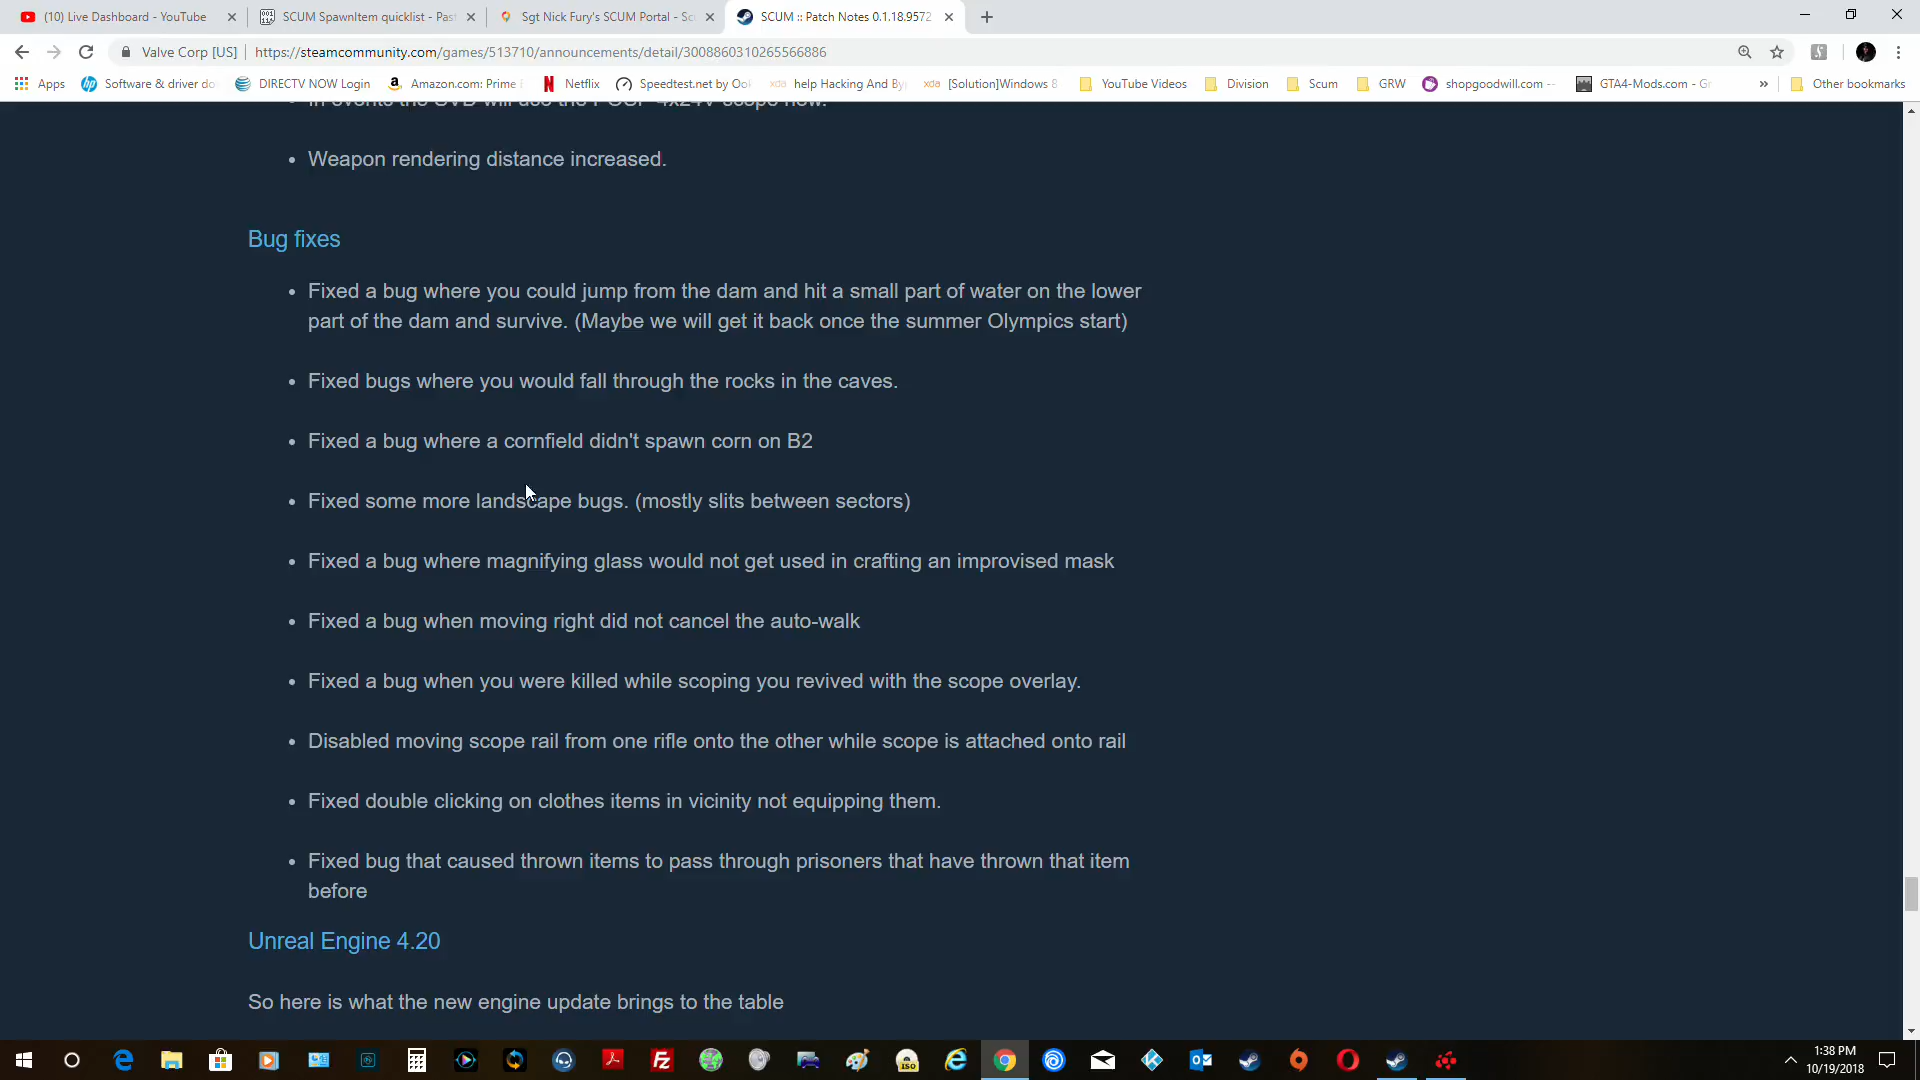 (10) Live Dashboard - YouTube
SCUM SpawnItem quicklist - Pas
Sgt Nick Fury's SCUM Portal - Sc
SCUM :: Patch Notes 0.1.18.9572
Valve Corp [US]
https://steamcommunity.com/games/513710/announcements/detail/3008860310265566886
Apps
Software & driver do
DIRECTV NOW Login
Amazon.com: Prime
Netflix
Speedtest.net by Ook
help Hacking And By
[Solution]Windows 8
YouTube Videos
Division
Scum
GRW
shopgoodwill.com --
GTA4-Mods.com - Gr
»
Other bookmarks
Weapon rendering distance increased.
Bug fixes
Fixed a bug where you could jump from the dam and hit a small part of water on the lower
part of the dam and survive. (Maybe we will get it back once the summer Olympics start)
Fixed bugs where you would fall through the rocks in the caves.
Fixed a bug where a cornfield didn't spawn corn on B2
Fixed some more landscape bugs. (mostly slits between sectors)
Fixed a bug where magnifying glass would not get used in crafting an improvised mask
Fixed a bug when moving right did not cancel the auto-walk
Fixed a bug when you were killed while scoping you revived with the scope overlay.
Disabled moving scope rail from one rifle onto the other while scope is attached onto rail
Fixed double clicking on clothes items in vicinity not equipping them.
Fixed bug that caused thrown items to pass through prisoners that have thrown that item
before
Unreal Engine 4.20
So here is what the new engine update brings to the table
1:38 PM
10/19/2018